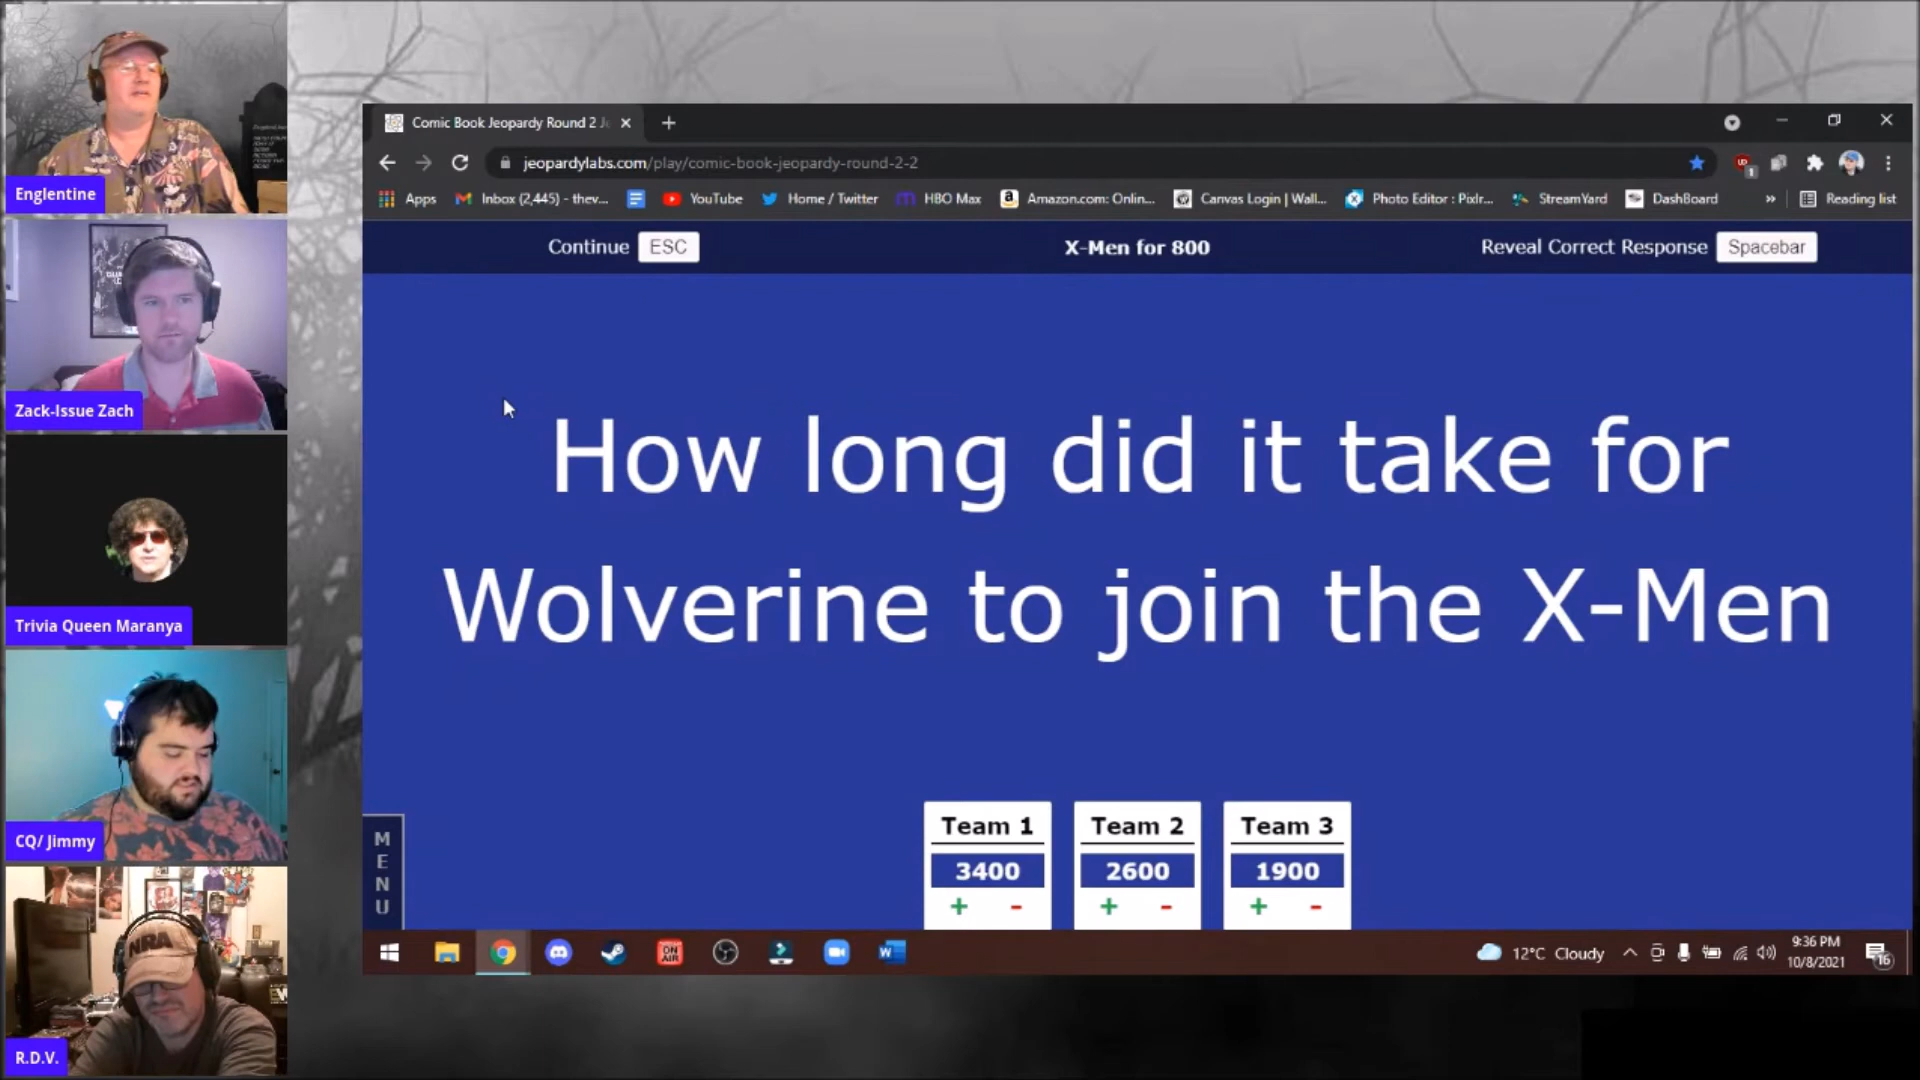 Englentine
Zack-Issue Zach
Trivia Queen Maranya
CQ/ Jimmy
NRA
R.D.V.
Comic Book Jeopardy Round 2 J
jeopardylabs.com/play/comic-book-jeopardy-round-2-2
Apps
Inbox (2,445) - thev...
YouTube
Home / Twitter
HBO Max
Amazon.com: Onlin...
Canvas Login | Wall...
Photo Editor : Pixlr...
StreamYard
DashBoard
»
Reading list
Continue ESC
X-Men for 800
Reveal Correct Response Spacebar
How long did it take for
Wolverine to join the X-Men
MENU
Team 1
3400
+ -
Team 2
2600
+ -
Team 3
1900
+ -
ON AIR
12°C Cloudy
9:36 PM
10/8/2021
16